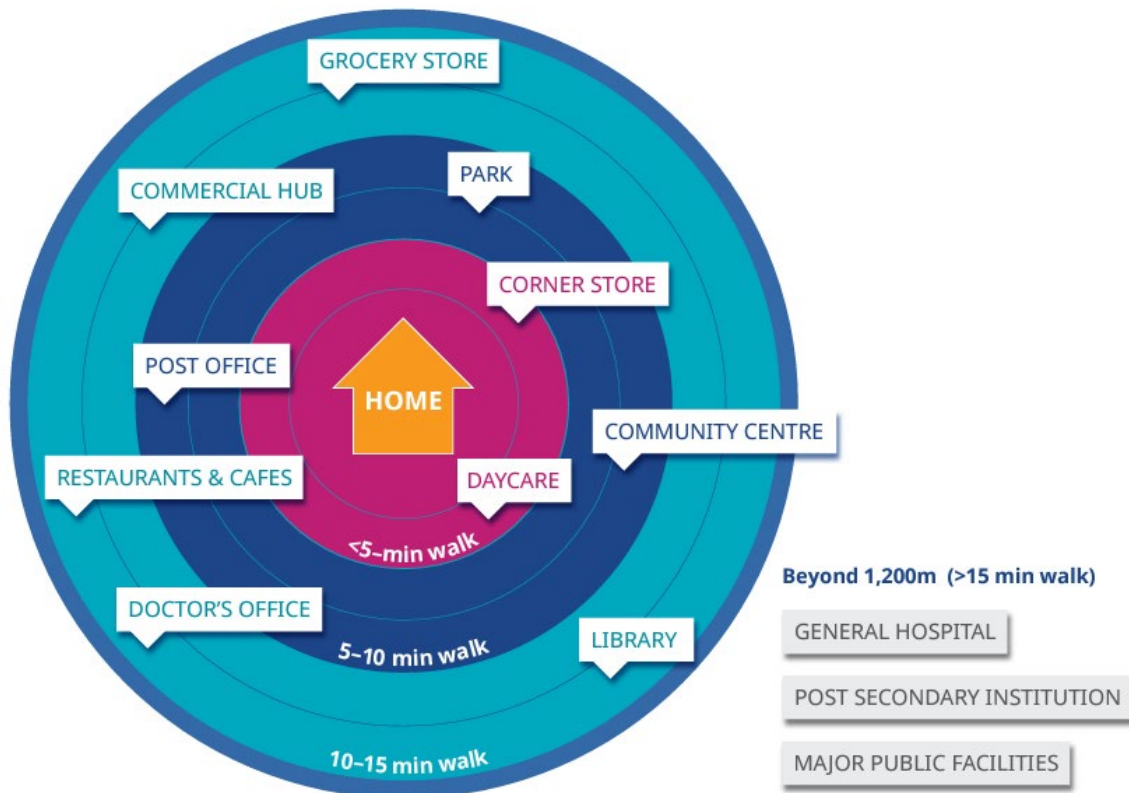 GROCERY STORE
PARK
COMMERCIAL HUB
CORNER STORE
POST OFFICE
HOME
COMMUNITY CENTRE
RESTAURANTS & CAFES
DAYCARE
<5–min walk
DOCTOR'S OFFICE
LIBRARY
5–10 min walk
10–15 min walk
Beyond 1,200m (>15 min walk)
GENERAL HOSPITAL
POST SECONDARY INSTITUTION
MAJOR PUBLIC FACILITIES